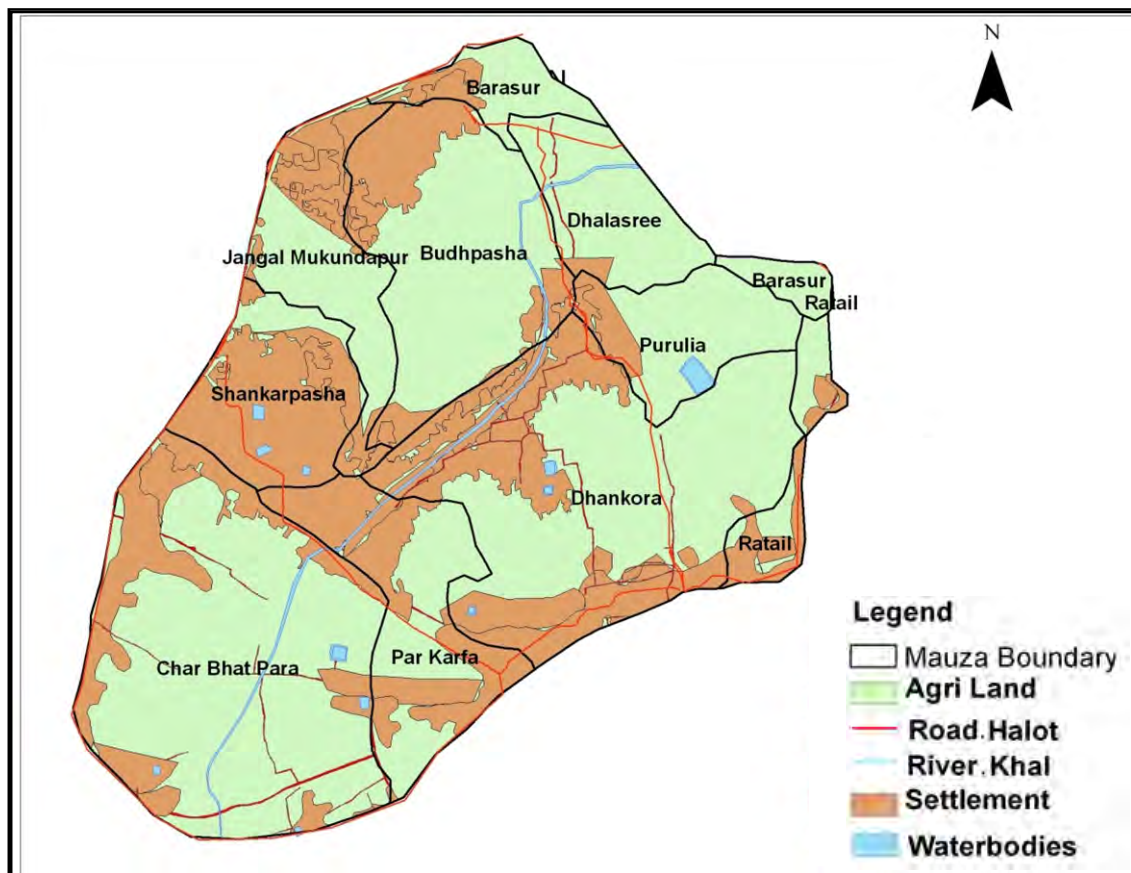 N
Barasur
Dhalasree
Jangal Mukundapur
Budhpasha
Barasur
Ratail
Purulia
Shankarpasha
Dhankora
Ratail
Par Karfa
Char Bhat Para
Legend
Mauza Boundary
Agri Land
Road.Halot
River.Khal
Settlement
Waterbodies